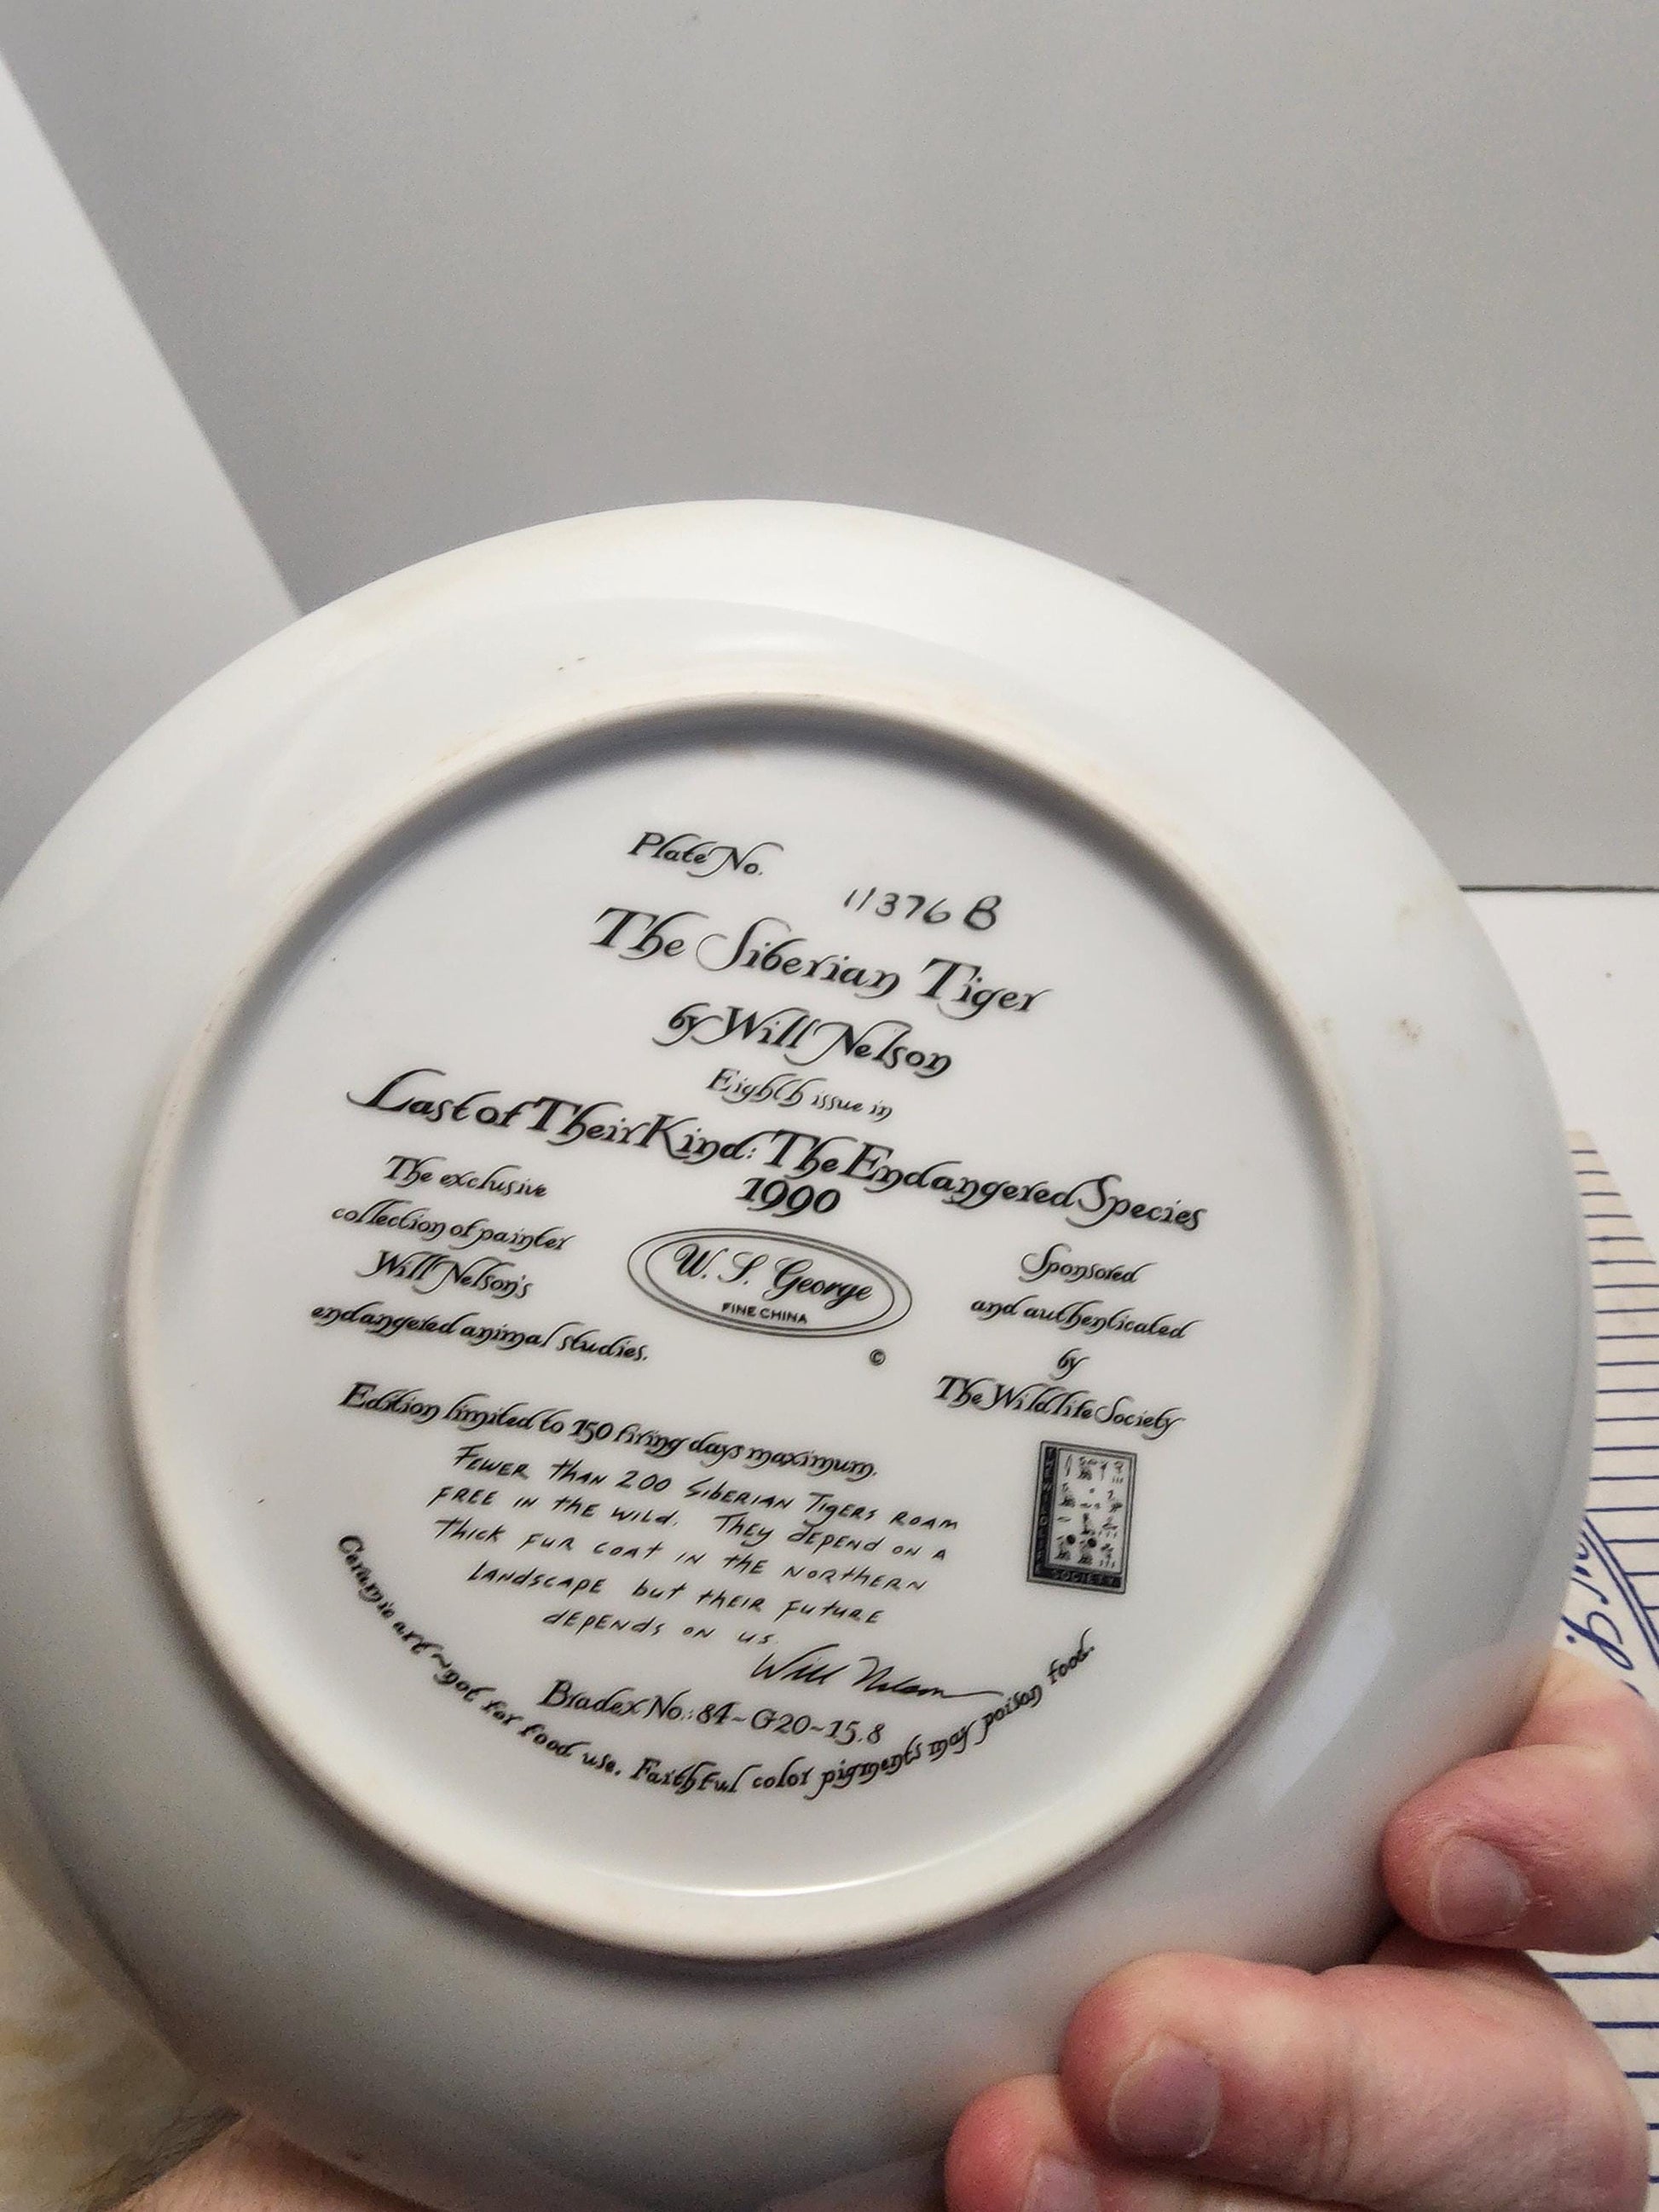 Plate No.
11376 B
The Siberian Tiger
by Will Nelson
Eighth issue in
Last of Their Kind: The Endangered Species
1990
The exclusive
collection of painter
Will Nelson's
endangered animal studies.
W. S. George
FINE CHINA
©
Sponsored
and authenticated
by
The Wildlife Society
SOCIETY
Edition limited to 150 firing days maximum.
FEWER THAN 200 SIBERIAN TIGERS ROAM
FREE IN THE WILD. THEY DEPEND ON A
THICK FUR COAT IN THE NORTHERN
LANDSCAPE BUT THEIR FUTURE
DEPENDS ON US.
Will Nelson
Bradex No.: 84-G20-15.8
Ceramic art ~ not for food use. Faithful color pigments may poison food.